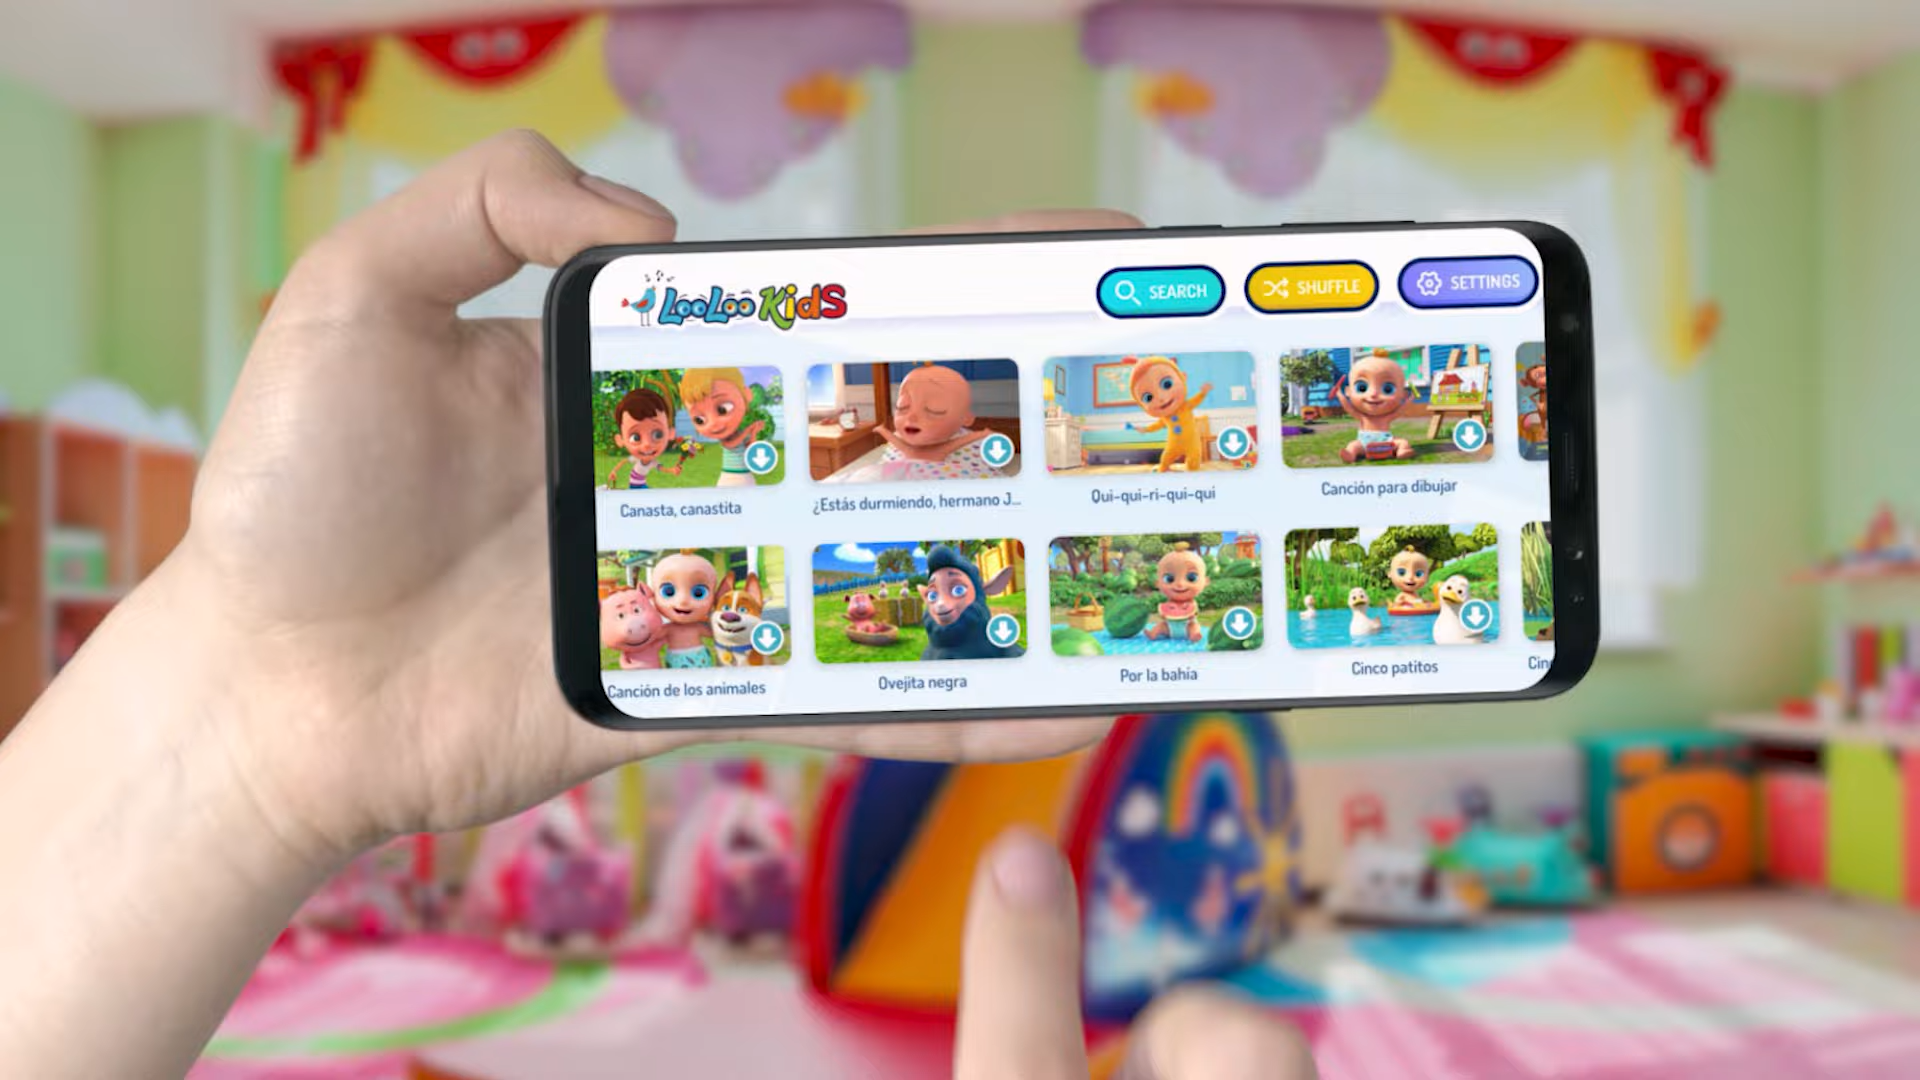 LooLoo KidS
SEARCH
SHUFFLE
SETTINGS
Canasta, canastita
¿Estás durmiendo, hermano J...
Qui-qui-ri-qui-qui
Canción para dibujar
Canción de los animales
Ovejita negra
Por la bahía
Cinco patitos